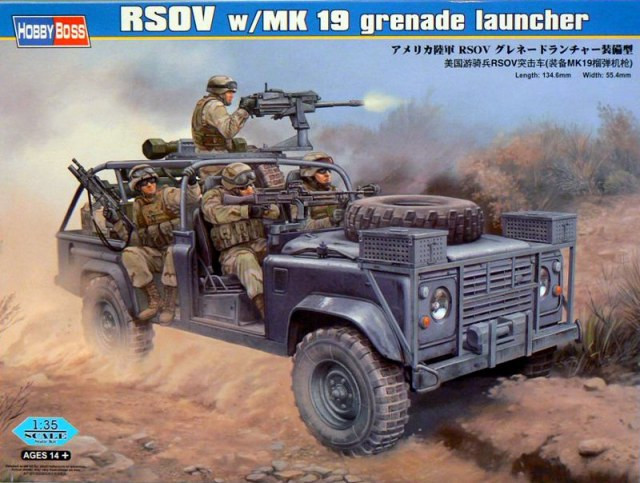 HOBBY BOSS
RSOV w/MK 19 grenade launcher
アメリカ陸軍 RSOV グレネードランチャー装備型
美国游骑兵RSOV突击车(装备MK19榴弹机枪)
Length: 134.6mm Width: 55.4mm
1:35
SCALE
AGES 14 +